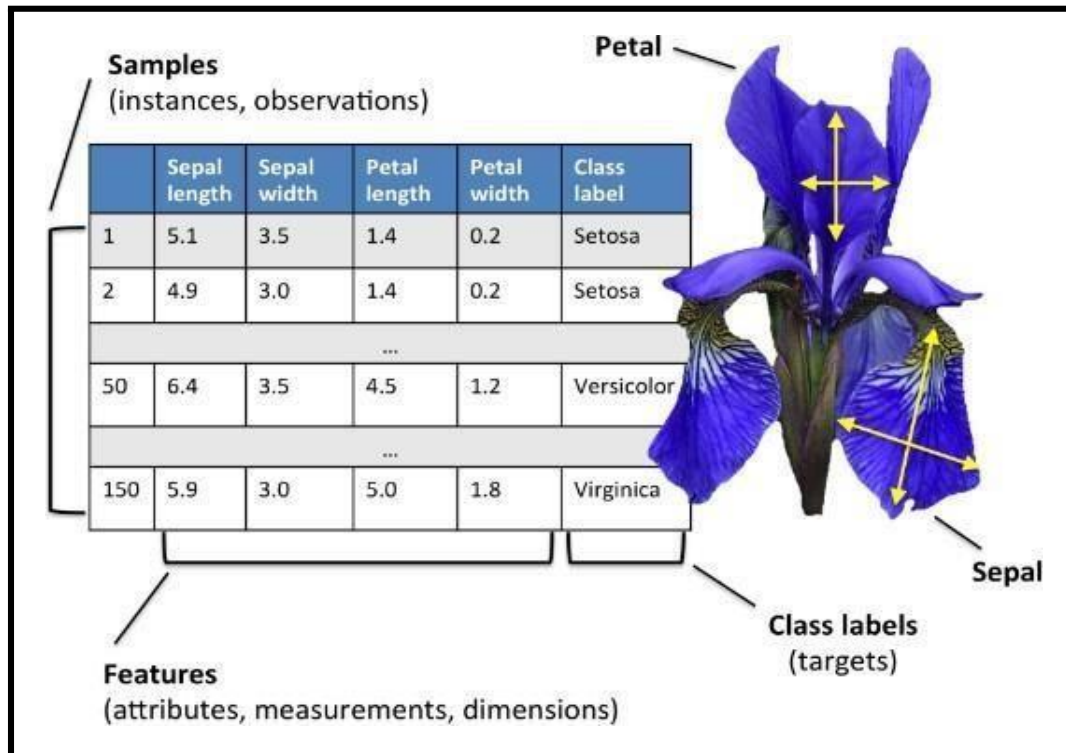 Samples
(instances, observations)
Petal
Sepal length Sepal width Petal length Petal width Class label
1 5.1 3.5 1.4 0.2 Setosa
2 4.9 3.0 1.4 0.2 Setosa
...
50 6.4 3.5 4.5 1.2 Versicolor
...
150 5.9 3.0 5.0 1.8 Virginica
Sepal
Class labels
(targets)
Features
(attributes, measurements, dimensions)